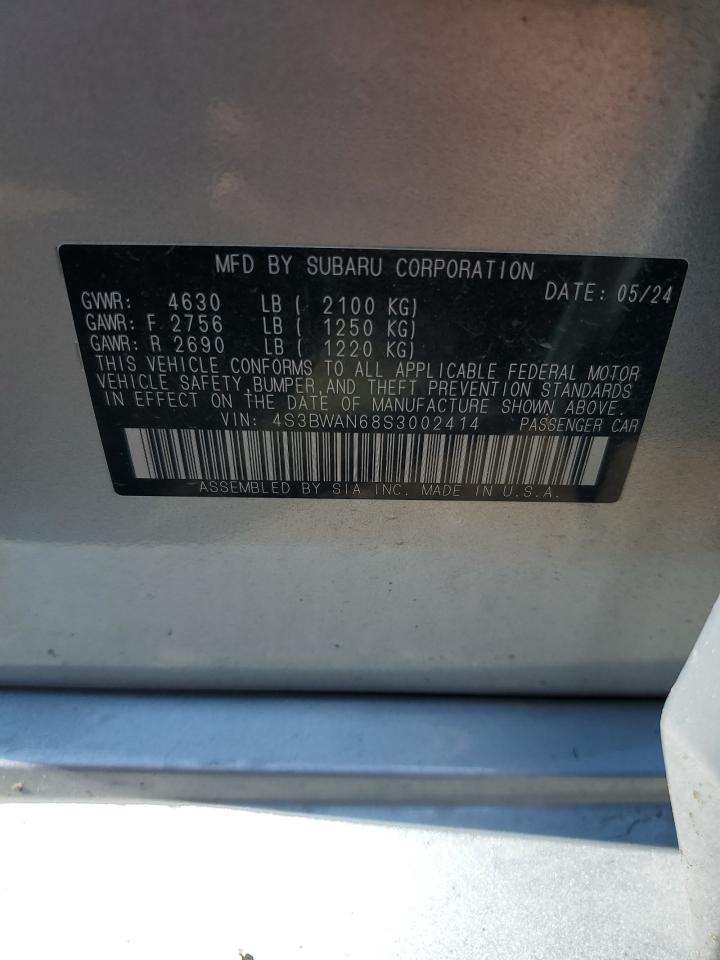 MFD BY SUBARU CORPORATION
DATE: 05/24
GVWR: 4630 LB ( 2100 KG)
GAWR: F 2756 LB ( 1250 KG)
GAWR: R 2690 LB ( 1220 KG)
THIS VEHICLE CONFORMS TO ALL APPLICABLE FEDERAL MOTOR
VEHICLE SAFETY, BUMPER, AND THEFT PREVENTION STANDARDS
IN EFFECT ON THE DATE OF MANUFACTURE SHOWN ABOVE.
VIN: 4S3BWAN68S3002414 PASSENGER CAR
ASSEMBLED BY SIA INC. MADE IN U.S.A.